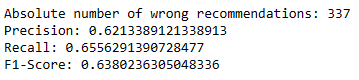 Absolute number of wrong recommendations: 337
Precision: 0.6213389121338913
Recall: 0.6556291390728477
F1-Score: 0.6380236305048336